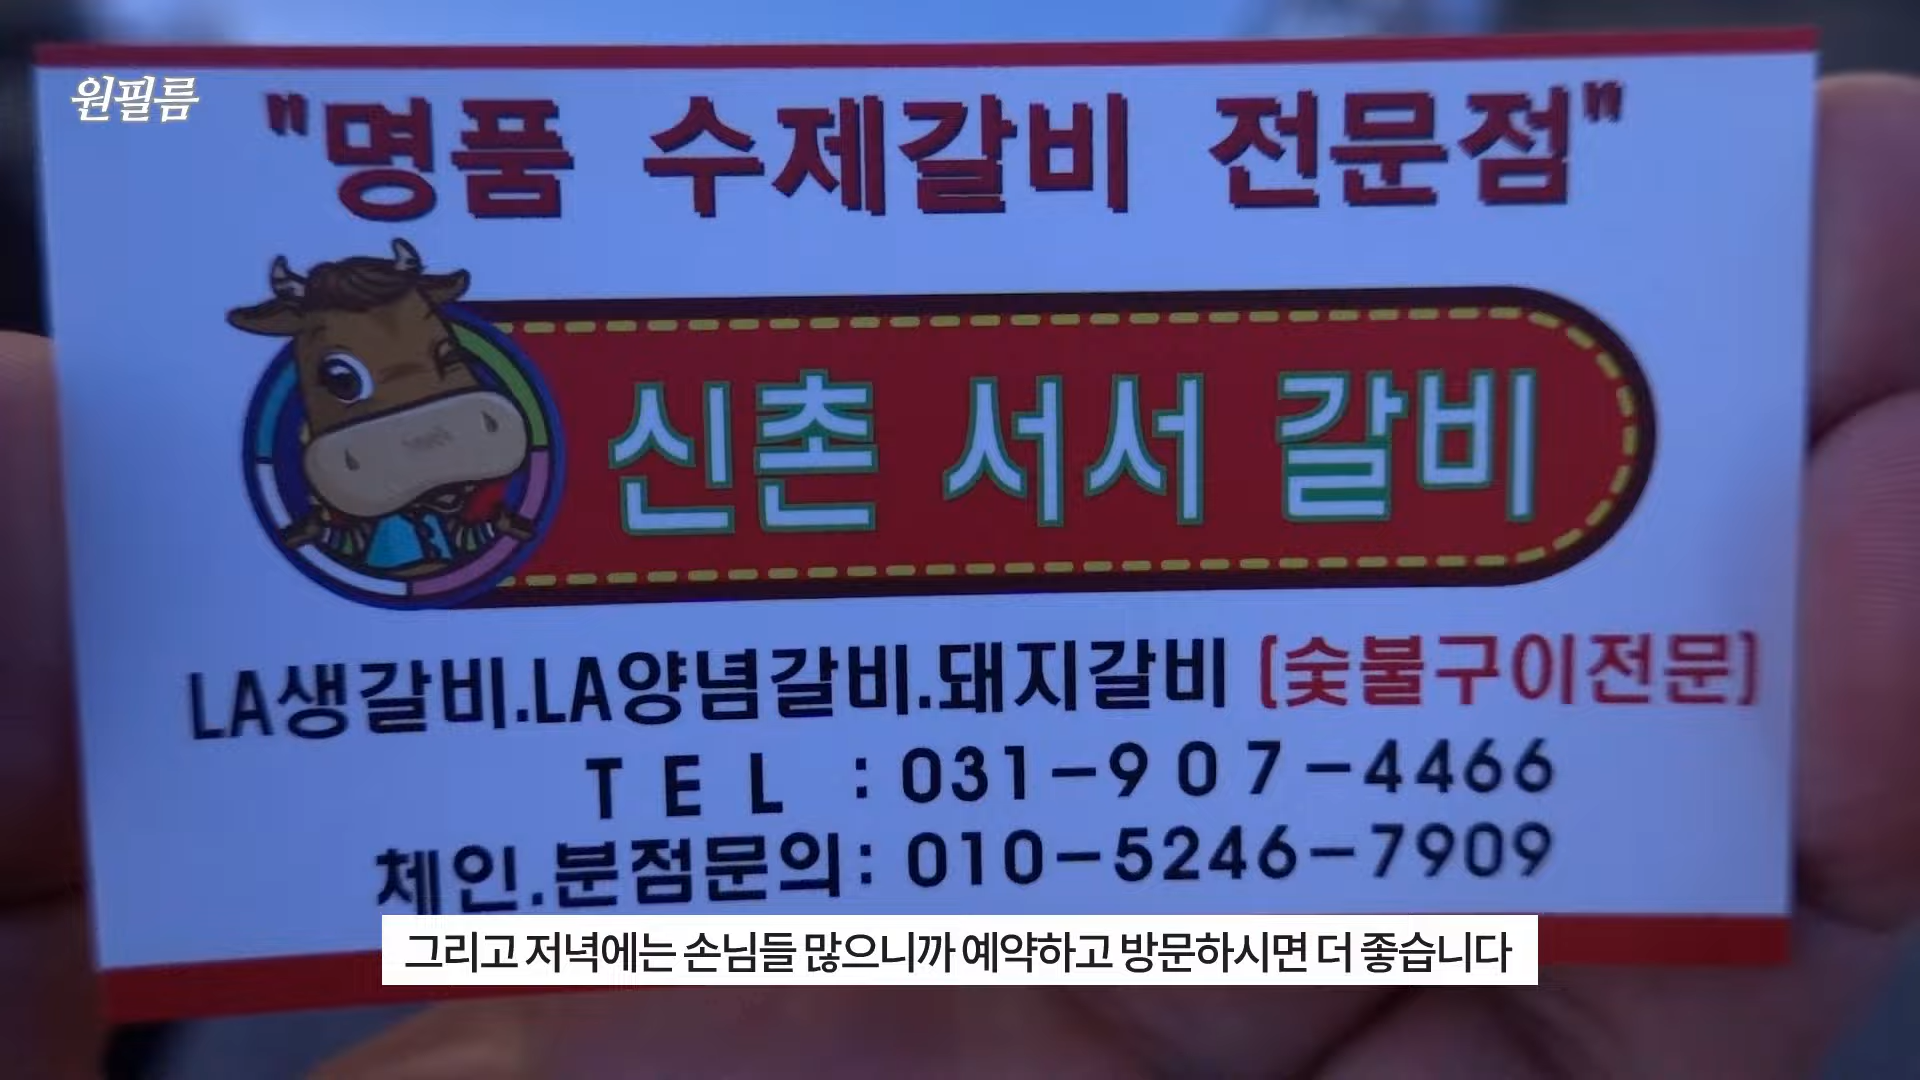 원필름
"명품 수제갈비 전문점"
신촌 서서 갈비
LA생갈비.LA양념갈비.돼지갈비 [숯불구이전문]
TEL : 031-907-4466
체인.분점문의: 010-5246-7909
그리고 저녁에는 손님들 많으니까 예약하고 방문하시면 더 좋습니다